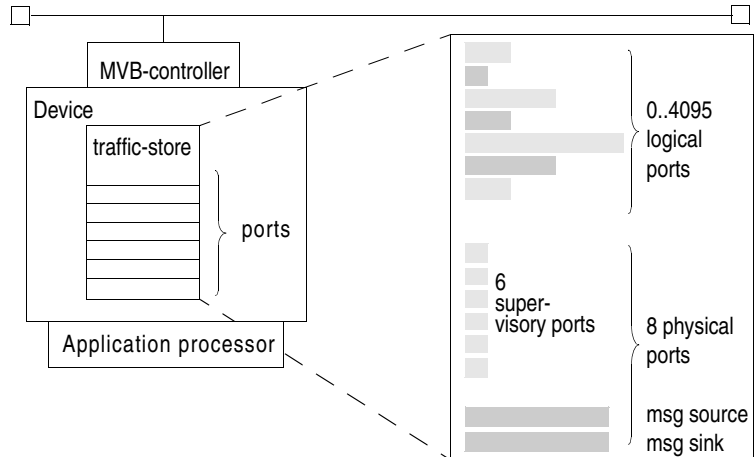 MVB-controller
Device
traffic-store
ports
Application processor
0..4095
logical
ports
6
super-
visory ports
8 physical
ports
msg source
msg sink